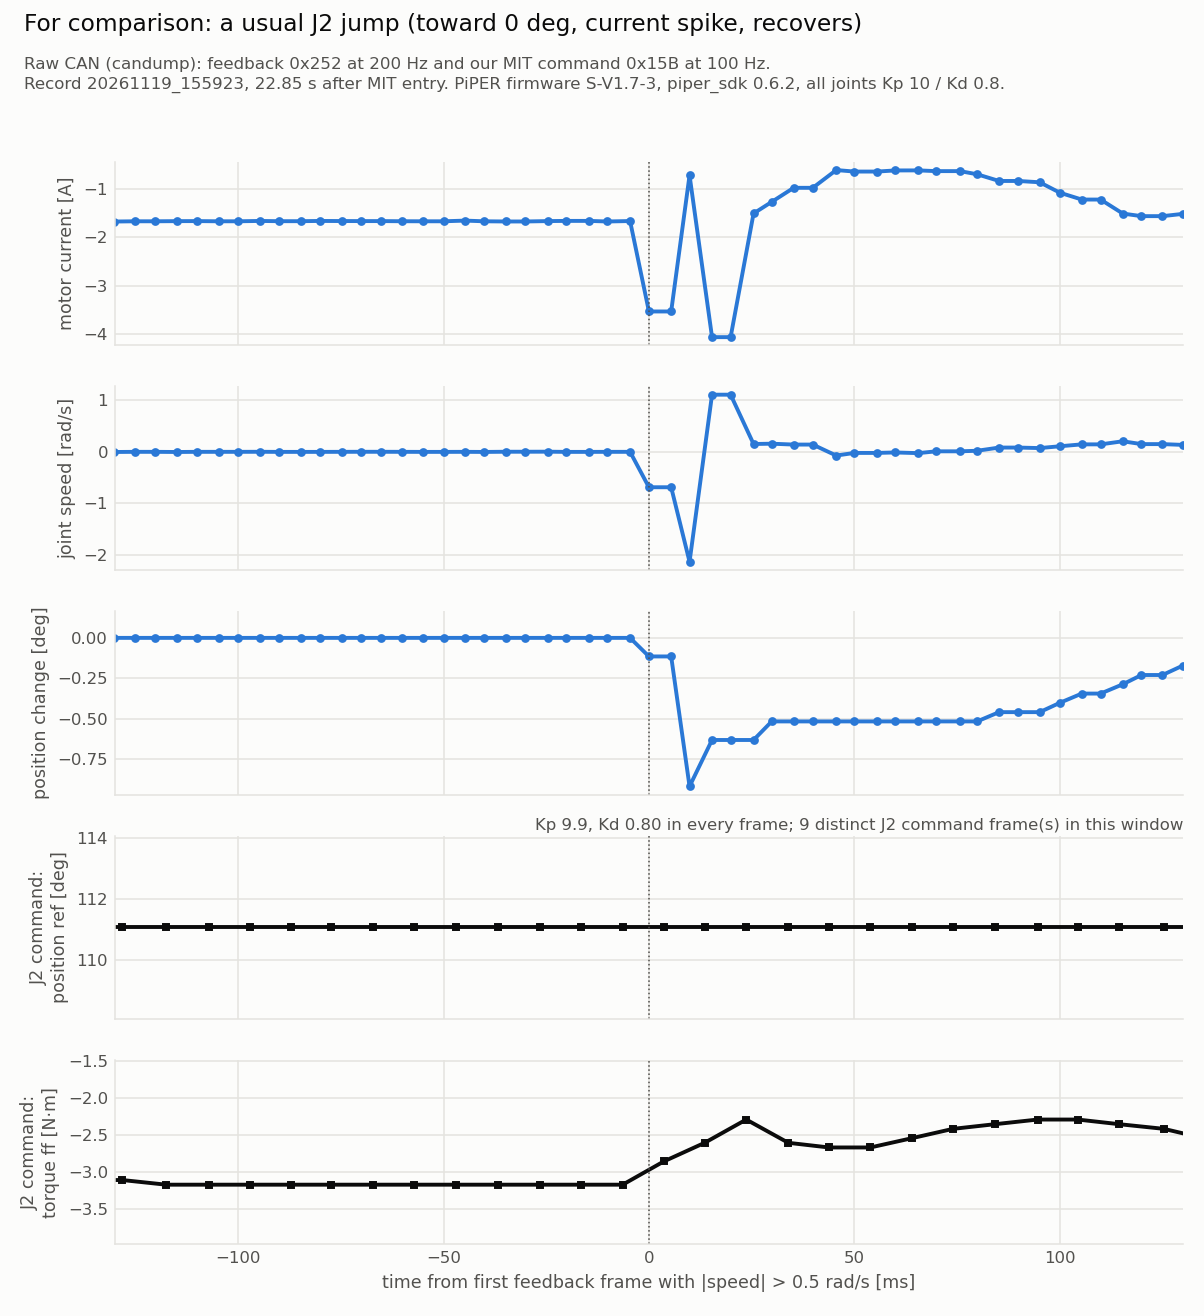 For comparison: a usual J2 jump (toward 0 deg, current spike, recovers)
Raw CAN (candump): feedback 0x252 at 200 Hz and our MIT command 0x15B at 100 Hz.
Record 20261119_155923, 22.85 s after MIT entry. PiPER firmware S-V1.7-3, piper_sdk 0.6.2, all joints Kp 10 / Kd 0.8.
motor current [A]
−1
−2
−3
−4
joint speed [rad/s]
1
0
−1
−2
position change [deg]
0.00
−0.25
−0.50
−0.75
Kp 9.9, Kd 0.80 in every frame; 9 distinct J2 command frame(s) in this window
J2 command:
position ref [deg]
114
112
110
J2 command:
torque ff [N·m]
−1.5
−2.0
−2.5
−3.0
−3.5
−100
−50
0
50
100
time from first feedback frame with |speed| > 0.5 rad/s [ms]